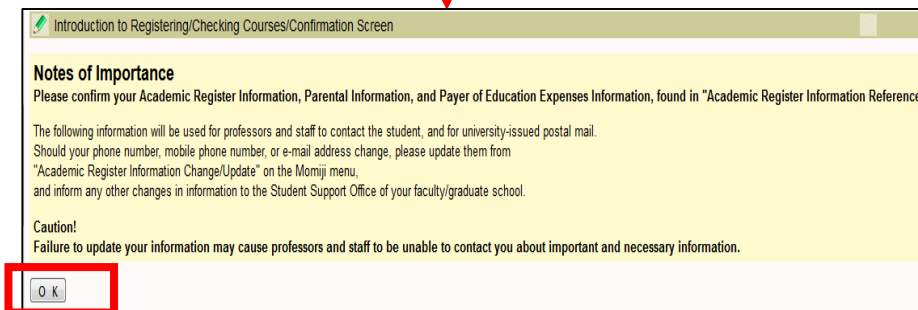 Introduction to Registering/Checking Courses/Confirmation Screen
Notes of Importance
Please confirm your Academic Register Information, Parental Information, and Payer of Education Expenses Information, found in "Academic Register Information Reference
The following information will be used for professors and staff to contact the student, and for university-issued postal mail.
Should your phone number, mobile phone number, or e-mail address change, please update them from
"Academic Register Information Change/Update" on the Momiji menu,
and inform any other changes in information to the Student Support Office of your faculty/graduate school.
Caution!
Failure to update your information may cause professors and staff to be unable to contact you about important and necessary information.
O K